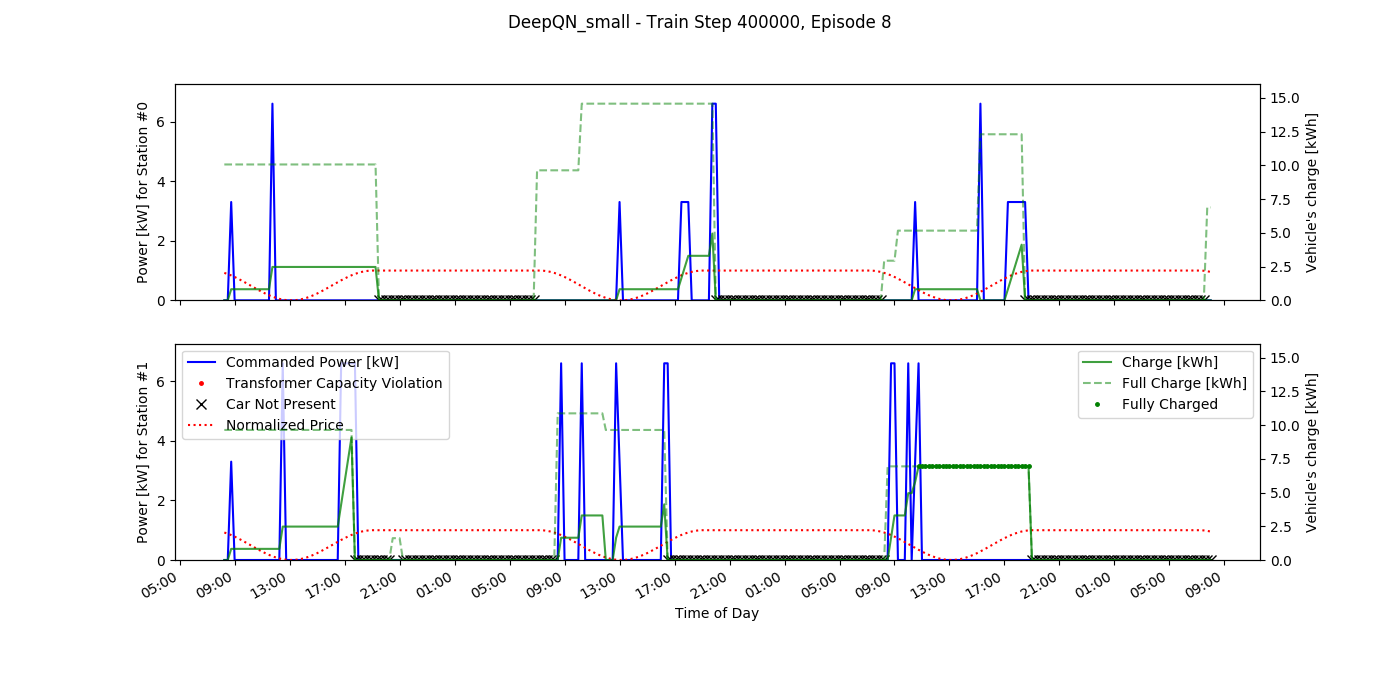 DeepQN_small - Train Step 400000, Episode 8
Power [kW] for Station #0
6
4
2
0
15.0
12.5
10.0
7.5
5.0
2.5
0.0
Vehicle's charge [kWh]
Power [kW] for Station #1
6
4
2
0
Commanded Power [kW]
Transformer Capacity Violation
Car Not Present
Normalized Price
Charge [kWh]
Full Charge [kWh]
Fully Charged
15.0
12.5
10.0
7.5
5.0
2.5
0.0
Vehicle's charge [kWh]
05:00 09:00 13:00 17:00 21:00 01:00 05:00 09:00 13:00 17:00 21:00 01:00 05:00 09:00 13:00 17:00 21:00 01:00 05:00 09:00
Time of Day